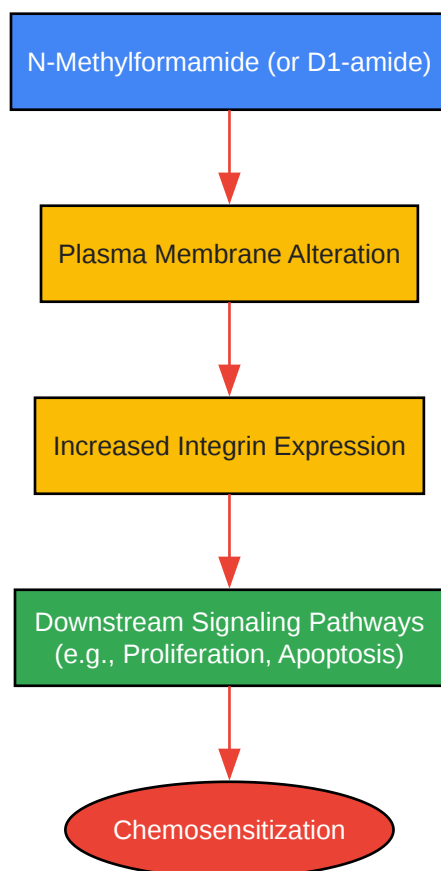 N-Methylformamide (or D1-amide)
Plasma Membrane Alteration
Increased Integrin Expression
Downstream Signaling Pathways
(e.g., Proliferation, Apoptosis)
Chemosensitization